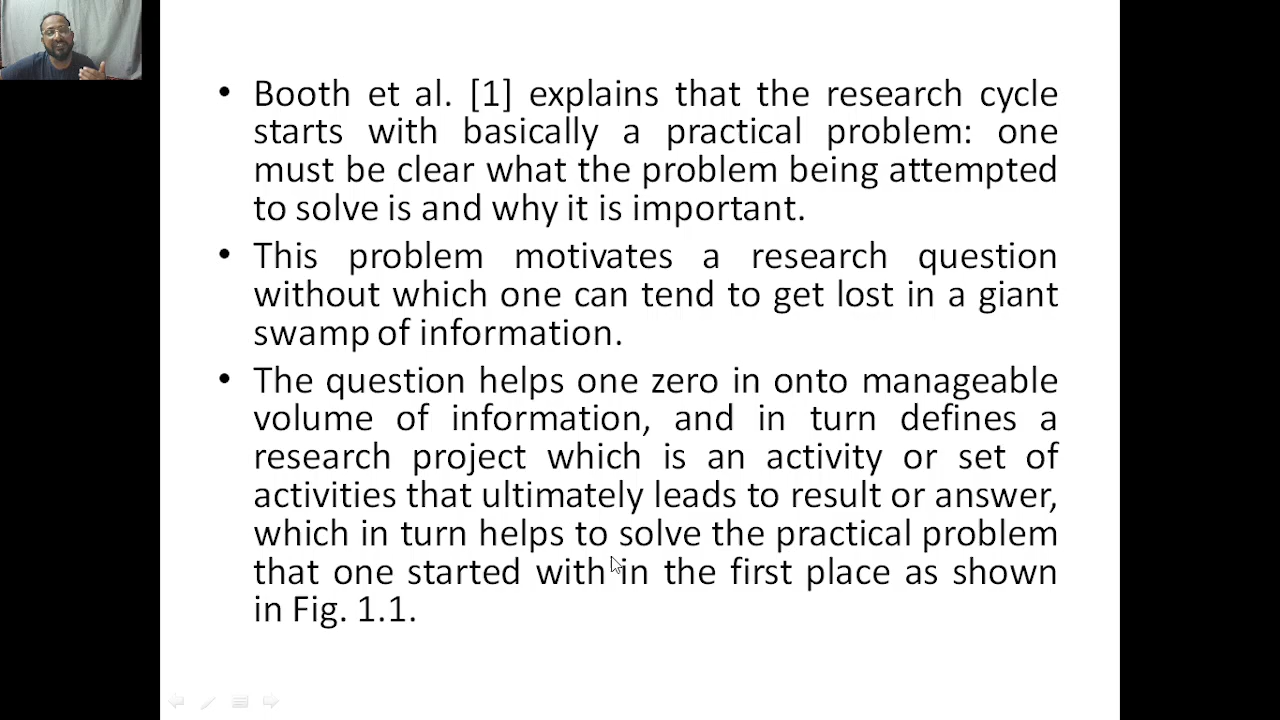 • Booth et al. [1] explains that the research cycle
starts with basically a practical problem: one
must be clear what the problem being attempted
to solve is and why it is important.
• This problem motivates a research question
without which one can tend to get lost in a giant
swamp of information.
• The question helps one zero in onto manageable
volume of information, and in turn defines a
research project which is an activity or set of
activities that ultimately leads to result or answer,
which in turn helps to solve the practical problem
that one started with in the first place as shown
in Fig. 1.1.